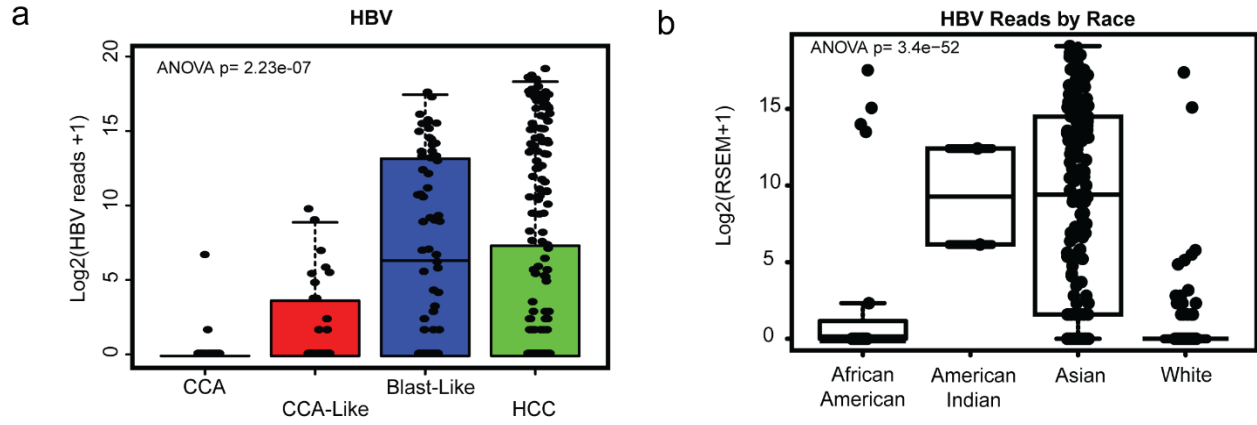 a
HBV
ANOVA p= 2.23e-07
Log2(HBV reads +1)
20
15
10
5
0
CCA
CCA-Like
Blast-Like
HCC
b
HBV Reads by Race
ANOVA p= 3.4e−52
Log2(RSEM+1)
15
10
5
0
African
American
American
Indian
Asian
White